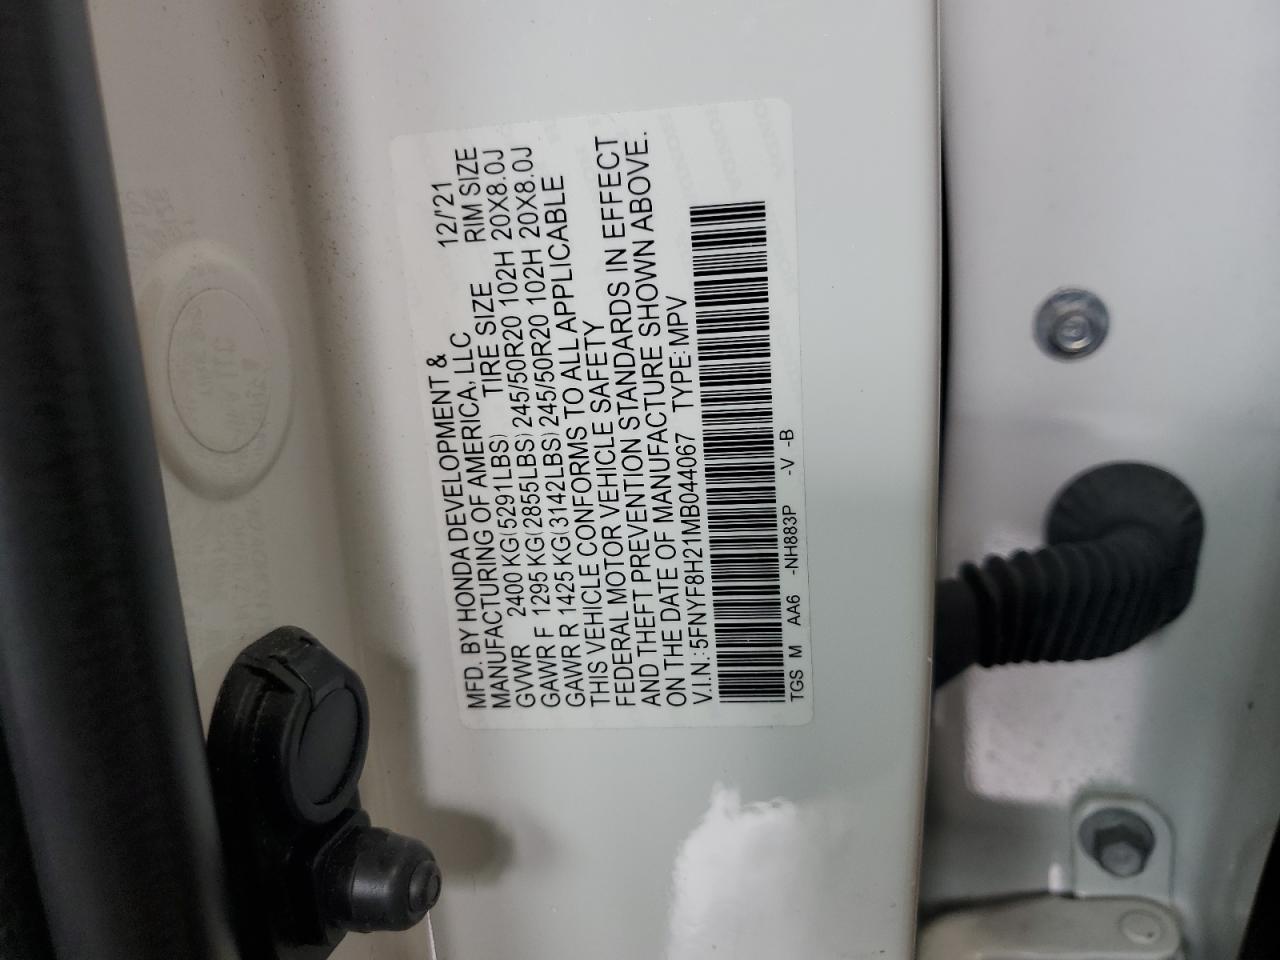 MFD. BY HONDA DEVELOPMENT & 12/'21
MANUFACTURING OF AMERICA, LLC
TIRE SIZE RIM SIZE
GVWR 2400 KG (5291LBS)
GAWR F 1295 KG (2855LBS) 245/50R20 102H 20X8.0J
GAWR R 1425 KG (3142LBS) 245/50R20 102H 20X8.0J
THIS VEHICLE CONFORMS TO ALL APPLICABLE
FEDERAL MOTOR VEHICLE SAFETY
AND THEFT PREVENTION STANDARDS IN EFFECT
ON THE DATE OF MANUFACTURE SHOWN ABOVE.
V.I.N.:5FNYF8H21MB044067 TYPE: MPV
TGS M AA6 -NH883P -V -B